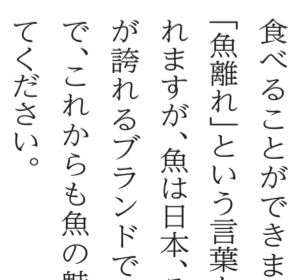 食べることができま
「魚離れ」という言葉
れますが、魚は日本、
が誇れるブランドで
で、これからも魚の魅
てください。